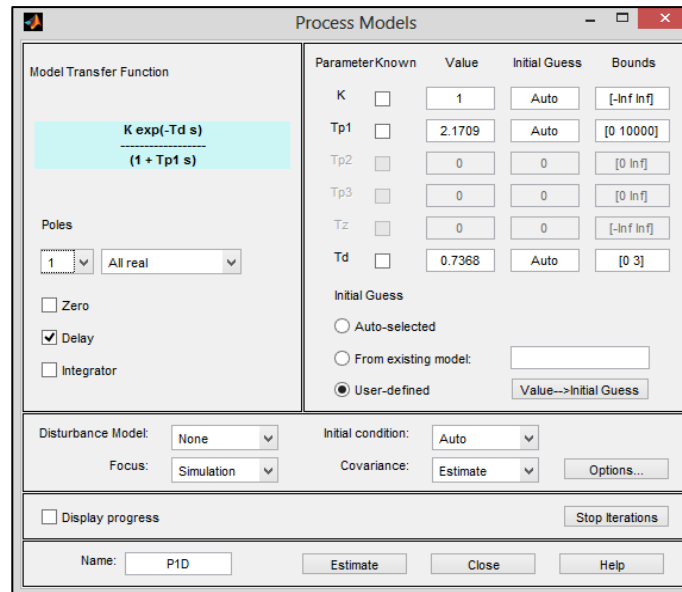 Process Models
Model Transfer Function
K exp(-Td s)
------------------
(1 + Tp1 s)
Poles
1 All real
Zero
Delay
Integrator
Parameter Known Value Initial Guess Bounds
K 1 Auto [-Inf Inf]
Tp1 2.1709 Auto [0 10000]
Tp2 0 0 [0 Inf]
Tp3 0 0 [0 Inf]
Tz 0 0 [-Inf Inf]
Td 0.7368 Auto [0 3]
Initial Guess
Auto-selected
From existing model:
User-defined Value-->Initial Guess
Disturbance Model: None Initial condition: Auto
Focus: Simulation Covariance: Estimate Options...
Display progress Stop Iterations
Name: P1D Estimate Close Help